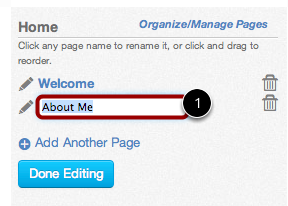 Home Organize/Manage Pages
Click any page name to rename it, or click and drag to
reorder.
Welcome
About Me 1
Add Another Page
Done Editing